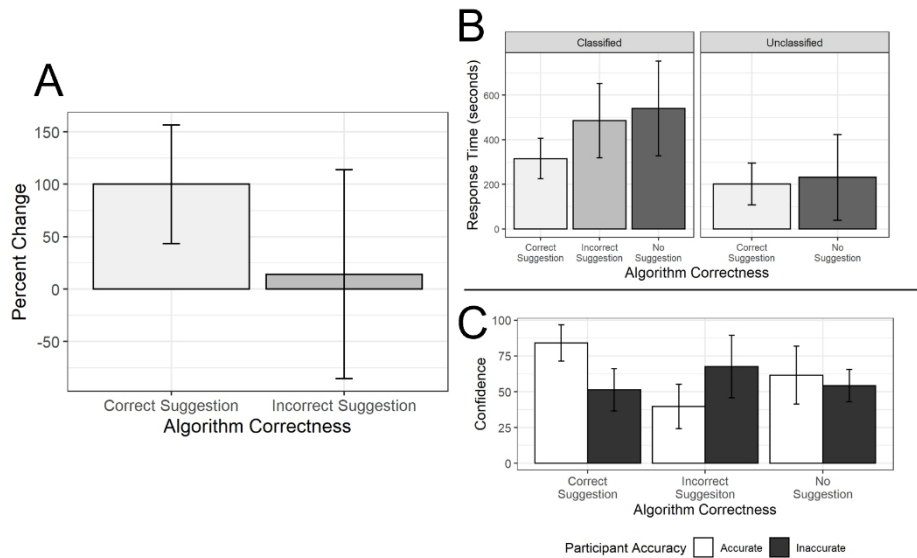 A
150
100
50
0
-50
Percent Change
Correct Suggestion
Incorrect Suggestion
Algorithm Correctness
B
Classified
Unclassified
600
400
200
0
Response Time (seconds)
Correct
Suggestion
Incorrect
Suggestion
No
Suggestion
Correct
Suggestion
No
Suggestion
Algorithm Correctness
C
100
75
50
25
0
Confidence
Correct
Suggestion
Incorrect
Suggesiton
No
Suggestion
Algorithm Correctness
Participant Accuracy Accurate Inaccurate